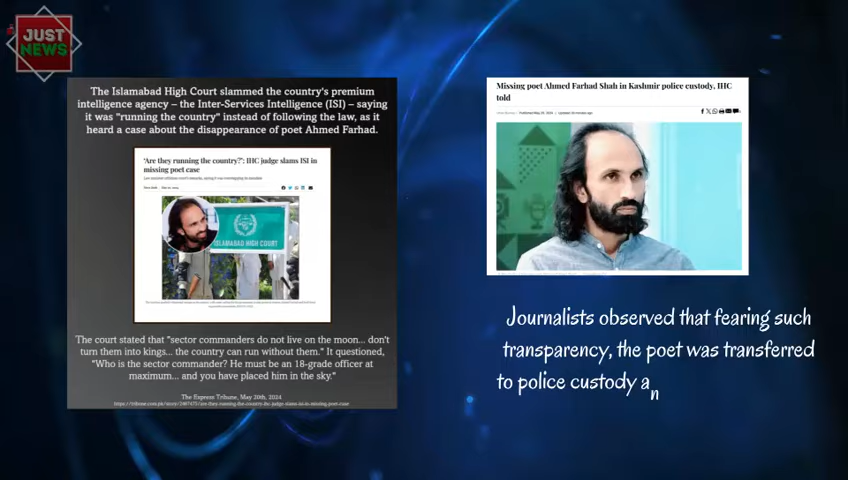 JUST
NEWS
The Islamabad High Court slammed the country's premium
intelligence agency – the Inter-Services Intelligence (ISI) – saying
it was "running the country" instead of following the law, as it
heard a case about the disappearance of poet Ahmed Farhad.
'Are they running the country?': IHC judge slams ISI in
missing poet case
ISLAMABAD HIGH COURT
The court stated that "sector commanders do not live on the moon... don't
turn them into kings... the country can run without them." It questioned,
"Who is the sector commander? He must be an 18-grade officer at
maximum... and you have placed him in the sky."
The Express Tribune, May 20th, 2024
Missing poet Ahmed Farhad Shah in Kashmir police custody, IHC
told
Journalists observed that fearing such
transparency, the poet was transferred
to police custody an